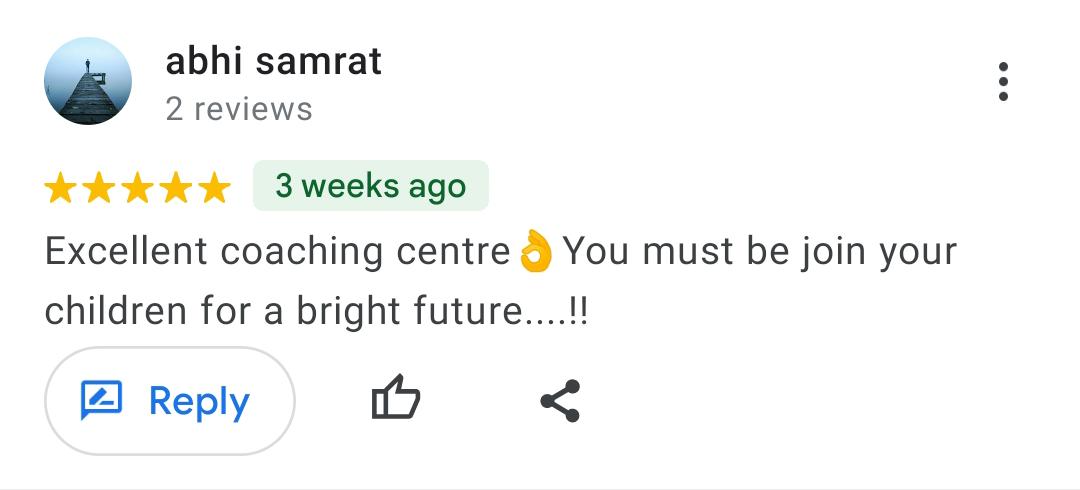 abhi samrat
2 reviews
3 weeks ago
Excellent coaching centre👌You must be join your
children for a bright future....!!
Reply